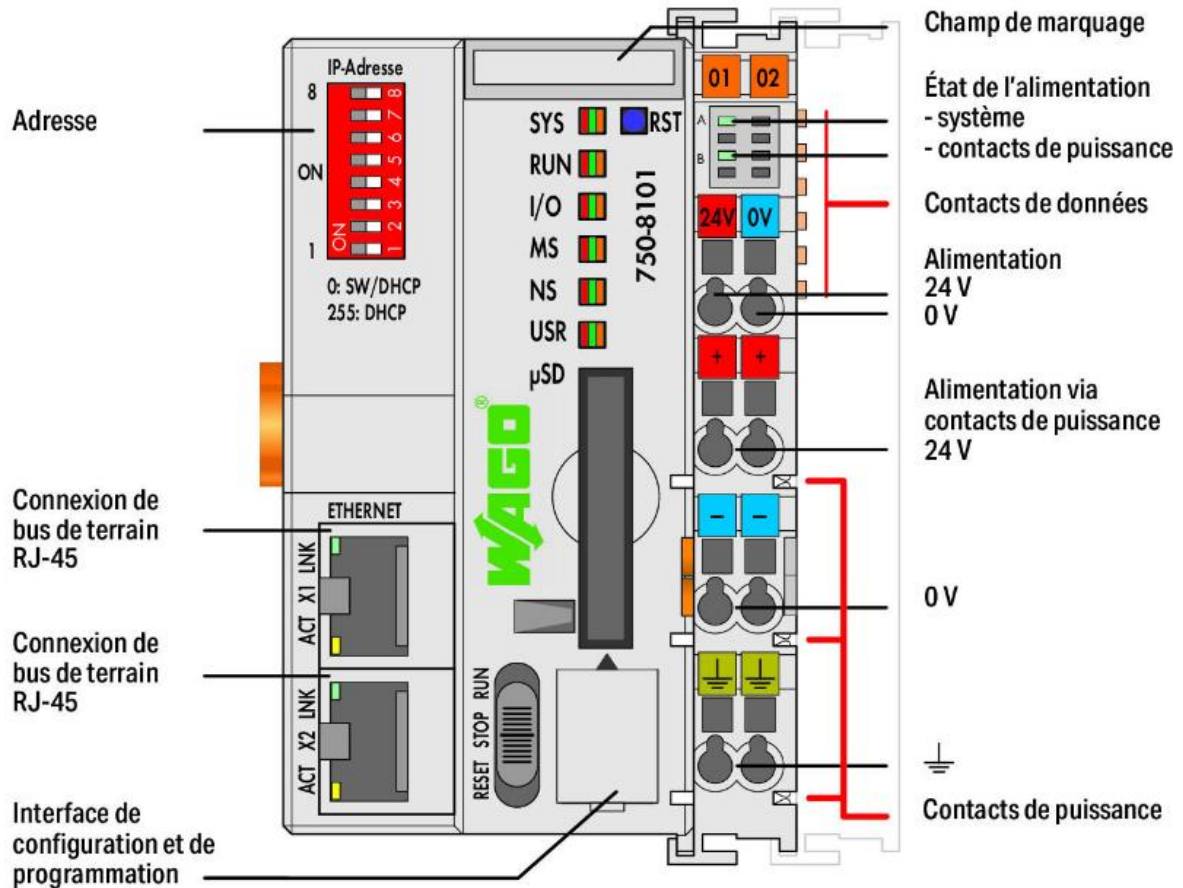 Adresse
Connexion de
bus de terrain
RJ-45
Connexion de
bus de terrain
RJ-45
Interface de
configuration et de
programmation
IP-Adresse
8
ON
1
8
7
6
5
4
3
2
1
ON
0: SW/DHCP
255: DHCP
ETHERNET
ACT X1 LNK
ACT X2 LNK
SYS
RST
RUN
I/O
MS
NS
USR
µSD
750-8101
WAGO®
RESET STOP RUN
01 02
A
B
24V 0V
+ +
− −
Champ de marquage
État de l'alimentation
- système
- contacts de puissance
Contacts de données
Alimentation
24 V
0 V
Alimentation via
contacts de puissance
24 V
0 V
Contacts de puissance